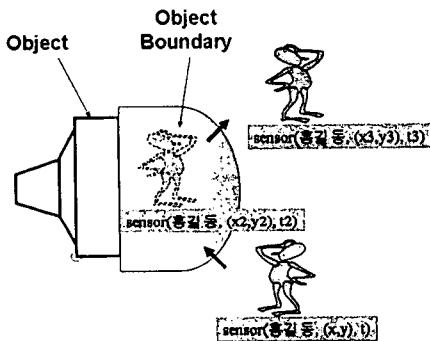 Object
Object
Boundary
sensor(홍길동, (x3,y3), t3)
sensor(홍길동, (x2,y2), t2)
sensor(홍길동, (x,y), t)